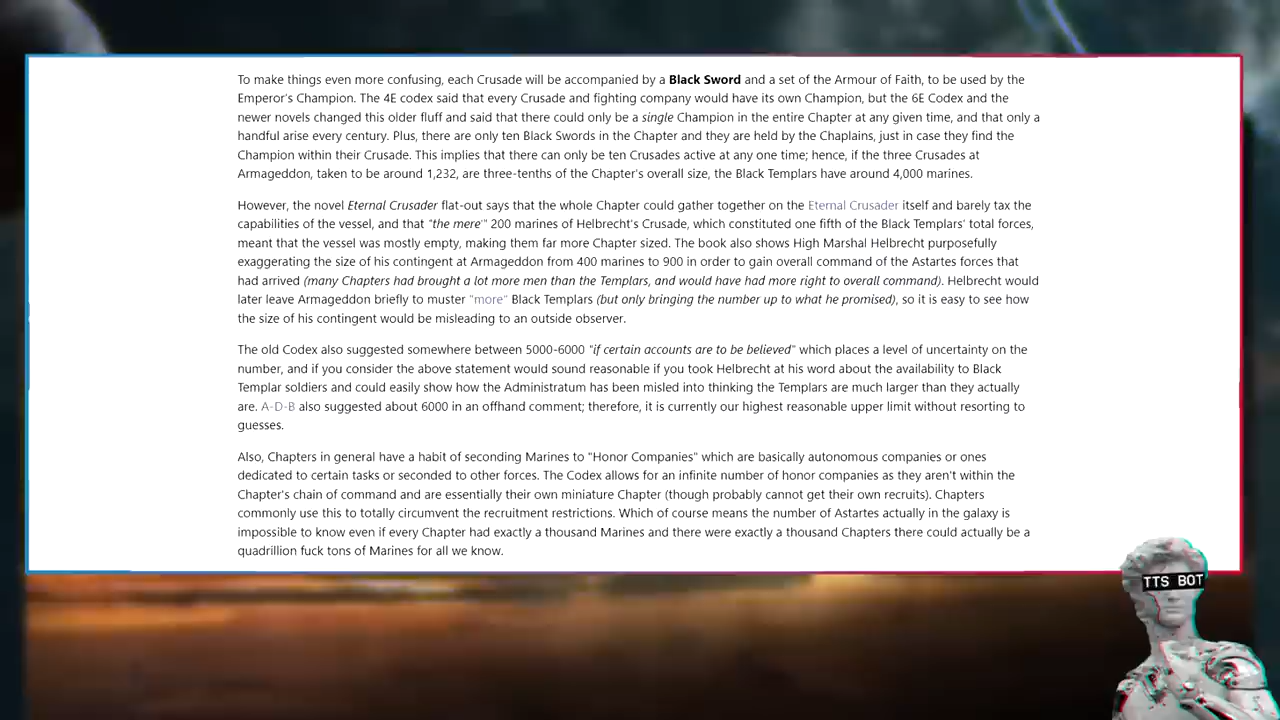 To make things even more confusing, each Crusade will be accompanied by a Black Sword and a set of the Armour of Faith, to be used by the
Emperor's Champion. The 4E codex said that every Crusade and fighting company would have its own Champion, but the 6E Codex and the
newer novels changed this older fluff and said that there could only be a single Champion in the entire Chapter at any given time, and that only a
handful arise every century. Plus, there are only ten Black Swords in the Chapter and they are held by the Chaplains, just in case they find the
Champion within their Crusade. This implies that there can only be ten Crusades active at any one time; hence, if the three Crusades at
Armageddon, taken to be around 1,232, are three-tenths of the Chapter's overall size, the Black Templars have around 4,000 marines.
However, the novel Eternal Crusader flat-out says that the whole Chapter could gather together on the Eternal Crusader itself and barely tax the
capabilities of the vessel, and that "the mere'" 200 marines of Helbrecht's Crusade, which constituted one fifth of the Black Templars' total forces,
meant that the vessel was mostly empty, making them far more Chapter sized. The book also shows High Marshal Helbrecht purposefully
exaggerating the size of his contingent at Armageddon from 400 marines to 900 in order to gain overall command of the Astartes forces that
had arrived (many Chapters had brought a lot more men than the Templars, and would have had more right to overall command). Helbrecht would
later leave Armageddon briefly to muster "more" Black Templars (but only bringing the number up to what he promised), so it is easy to see how
the size of his contingent would be misleading to an outside observer.
The old Codex also suggested somewhere between 5000-6000 "if certain accounts are to be believed" which places a level of uncertainty on the
number, and if you consider the above statement would sound reasonable if you took Helbrecht at his word about the availability to Black
Templar soldiers and could easily show how the Administratum has been misled into thinking the Templars are much larger than they actually
are. A-D-B also suggested about 6000 in an offhand comment; therefore, it is currently our highest reasonable upper limit without resorting to
guesses.
Also, Chapters in general have a habit of seconding Marines to "Honor Companies" which are basically autonomous companies or ones
dedicated to certain tasks or seconded to other forces. The Codex allows for an infinite number of honor companies as they aren't within the
Chapter's chain of command and are essentially their own miniature Chapter (though probably cannot get their own recruits). Chapters
commonly use this to totally circumvent the recruitment restrictions. Which of course means the number of Astartes actually in the galaxy is
impossible to know even if every Chapter had exactly a thousand Marines and there were exactly a thousand Chapters there could actually be a
quadrillion fuck tons of Marines for all we know.
TTS BOT